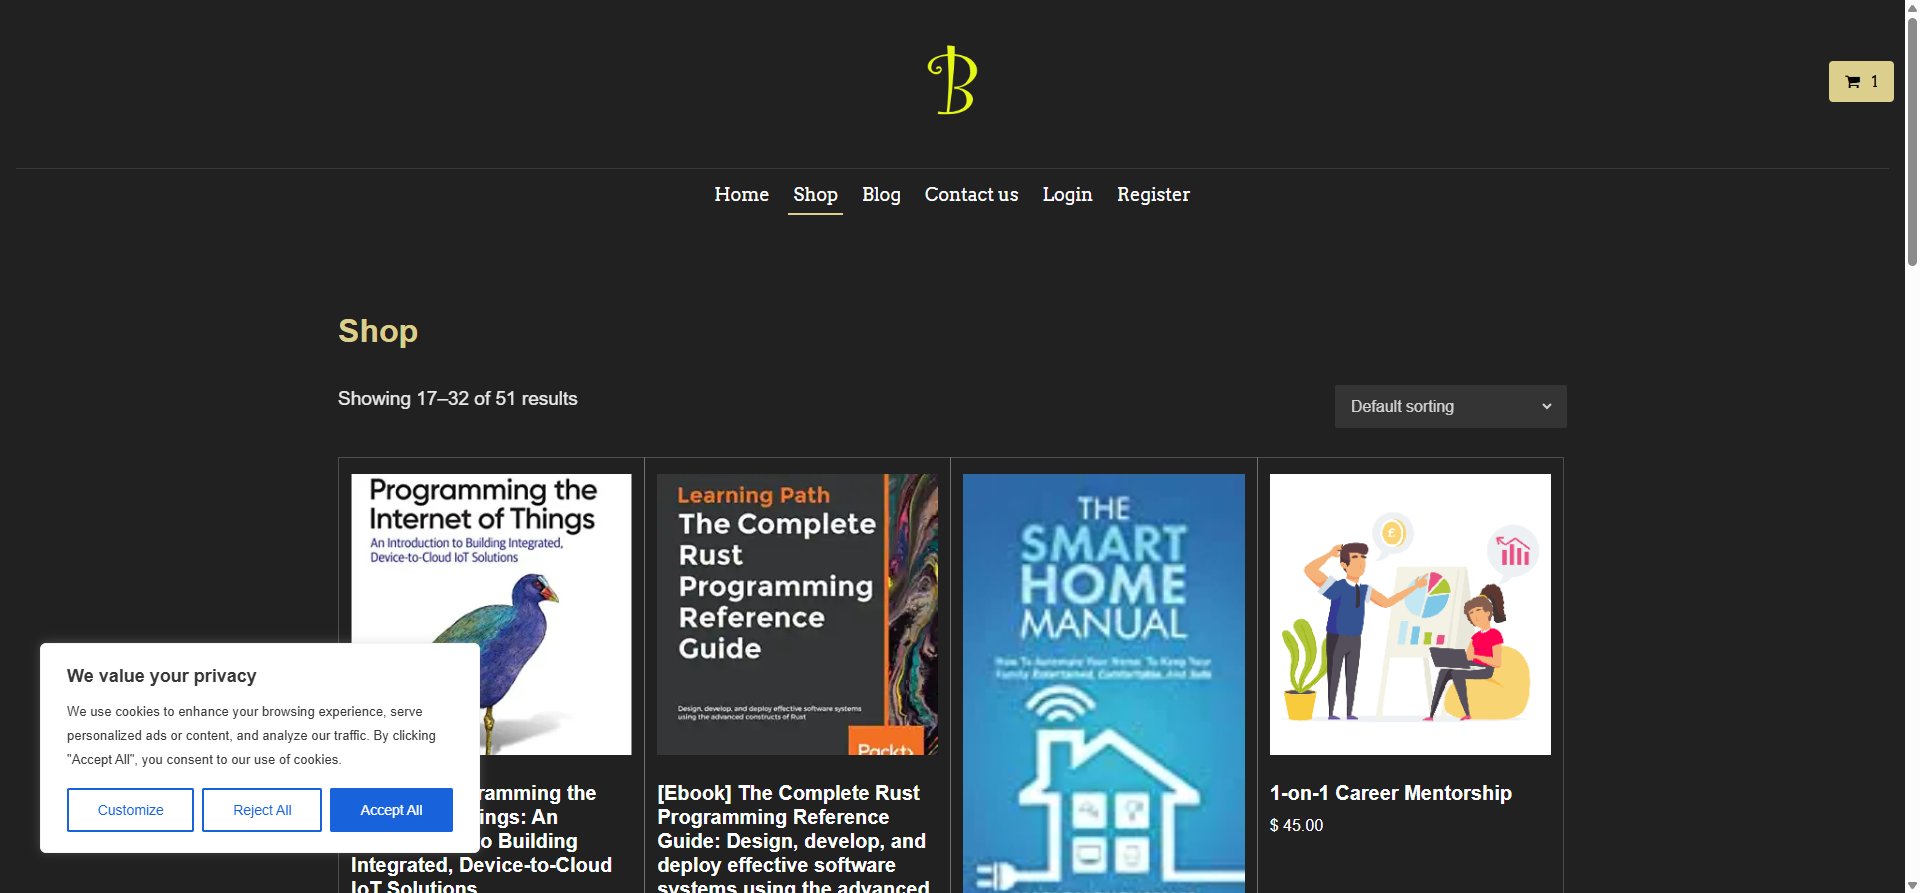 B
1
Home Shop Blog Contact us Login Register
Shop
Showing 17–32 of 51 results
Default sorting
Programming the
Internet of Things
An Introduction to Building Integrated,
Device-to-Cloud IoT Solutions
Learning Path
The Complete
Rust
Programming
Reference
Guide
Design, develop, and deploy effective software systems
using the advanced constructs of Rust
Packt>
THE
SMART
HOME
MANUAL
How To Automate Your Home To Keep Your
Family Entertained, Comfortable, And Safe
£
ramming the
ings: An
o Building
Integrated, Device-to-Cloud
IoT Solutions
[Ebook] The Complete Rust
Programming Reference
Guide: Design, develop, and
deploy effective software
systems using the advanced
1-on-1 Career Mentorship
$ 45.00
We value your privacy
We use cookies to enhance your browsing experience, serve
personalized ads or content, and analyze our traffic. By clicking
"Accept All", you consent to our use of cookies.
Customize Reject All Accept All